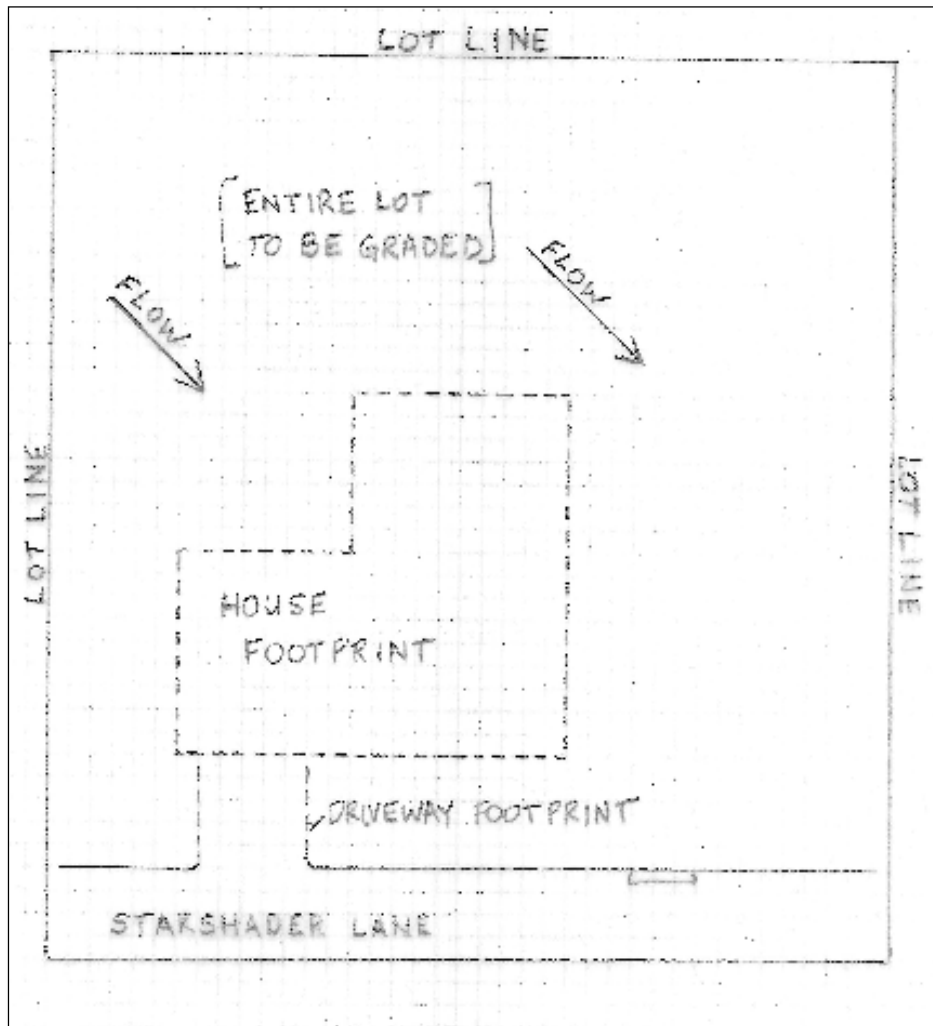 LOT LINE
[ENTIRE LOT
TO BE GRADED]
FLOW
FLOW
LOT LINE
LOT LINE
HOUSE
FOOTPRINT
DRIVEWAY FOOTPRINT
STARSHADER LANE